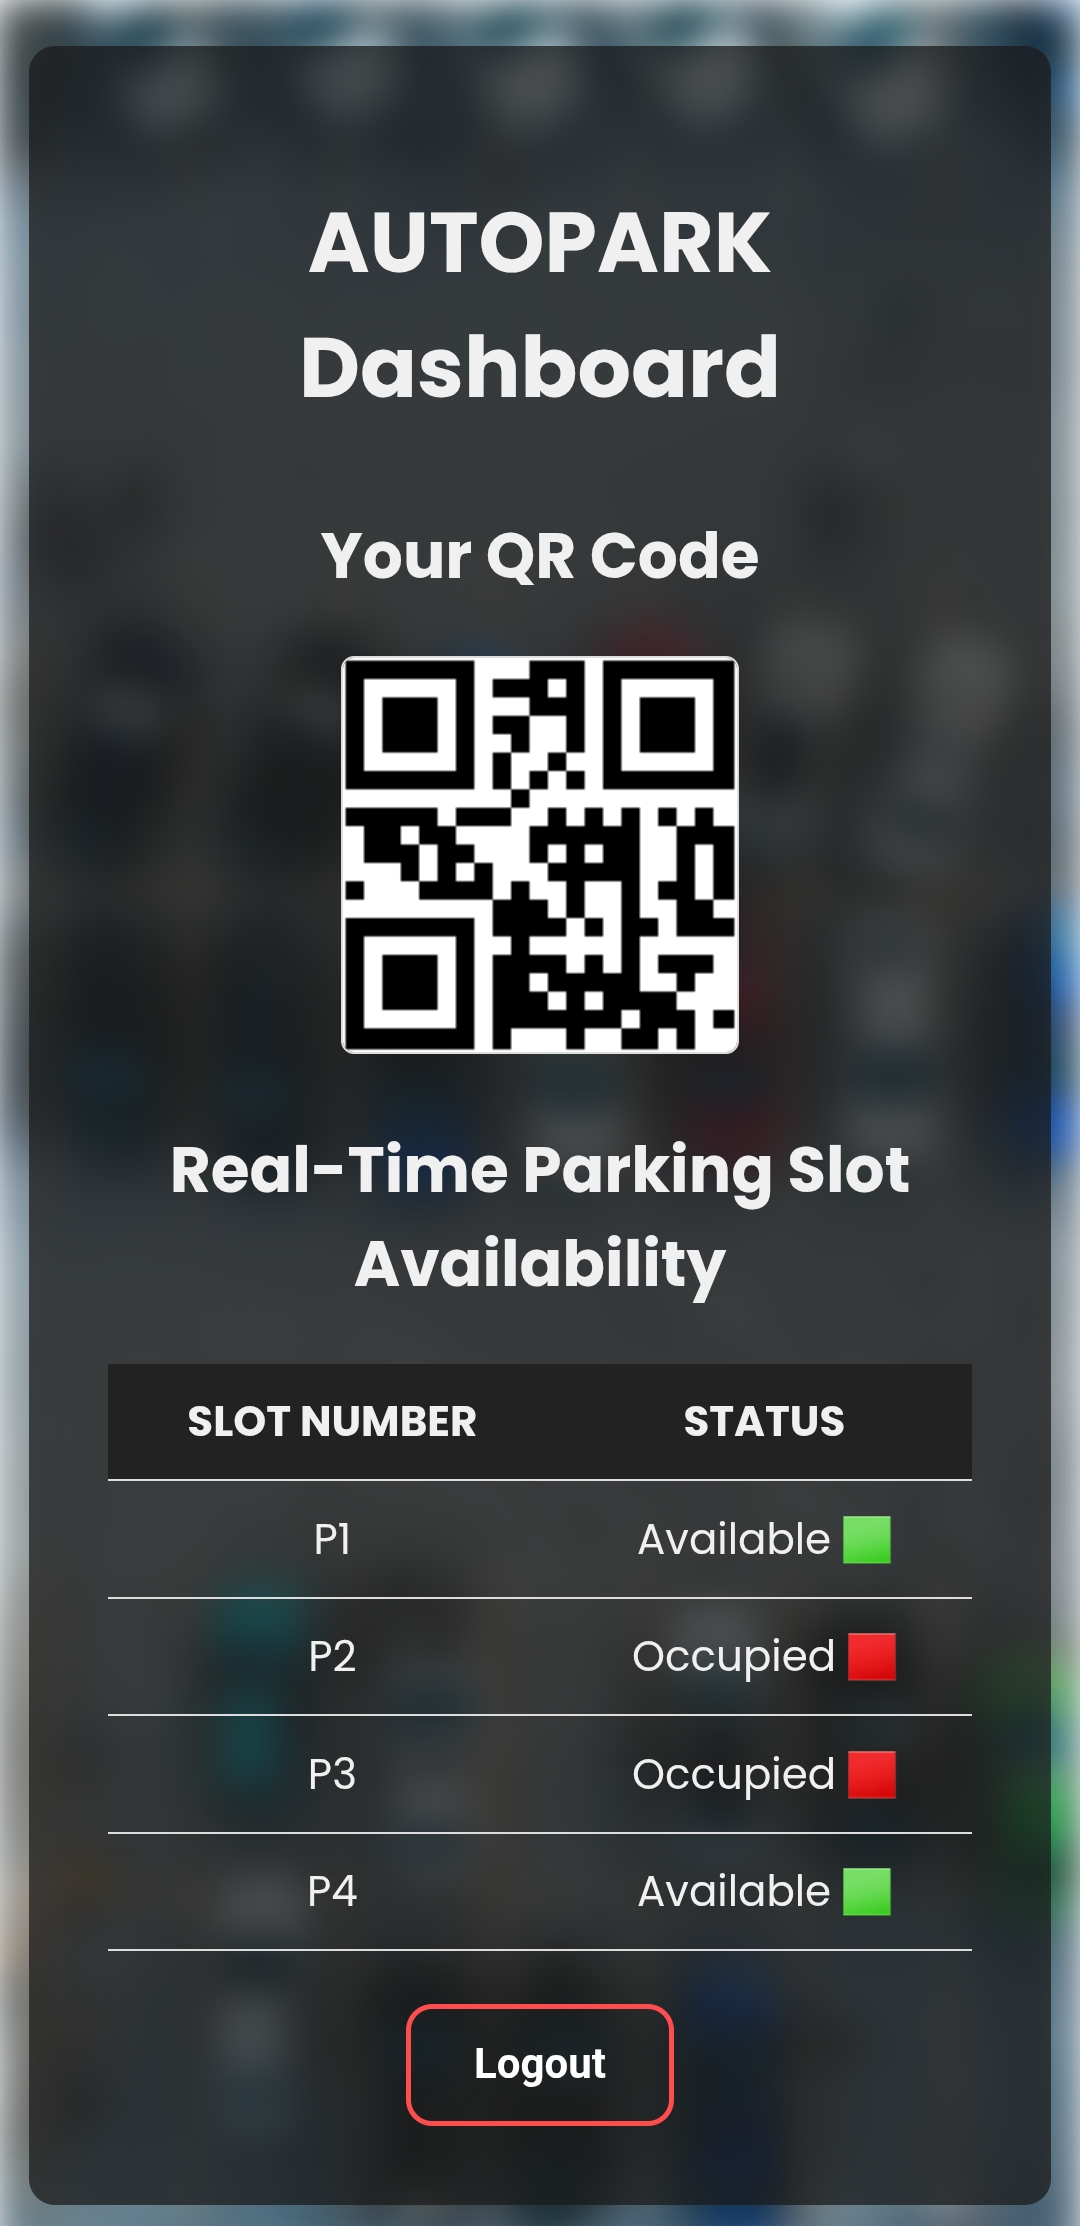 AUTOPARK
Dashboard
Your QR Code
Real-Time Parking Slot
Availability
SLOT NUMBER STATUS
P1 Available
P2 Occupied
P3 Occupied
P4 Available
Logout